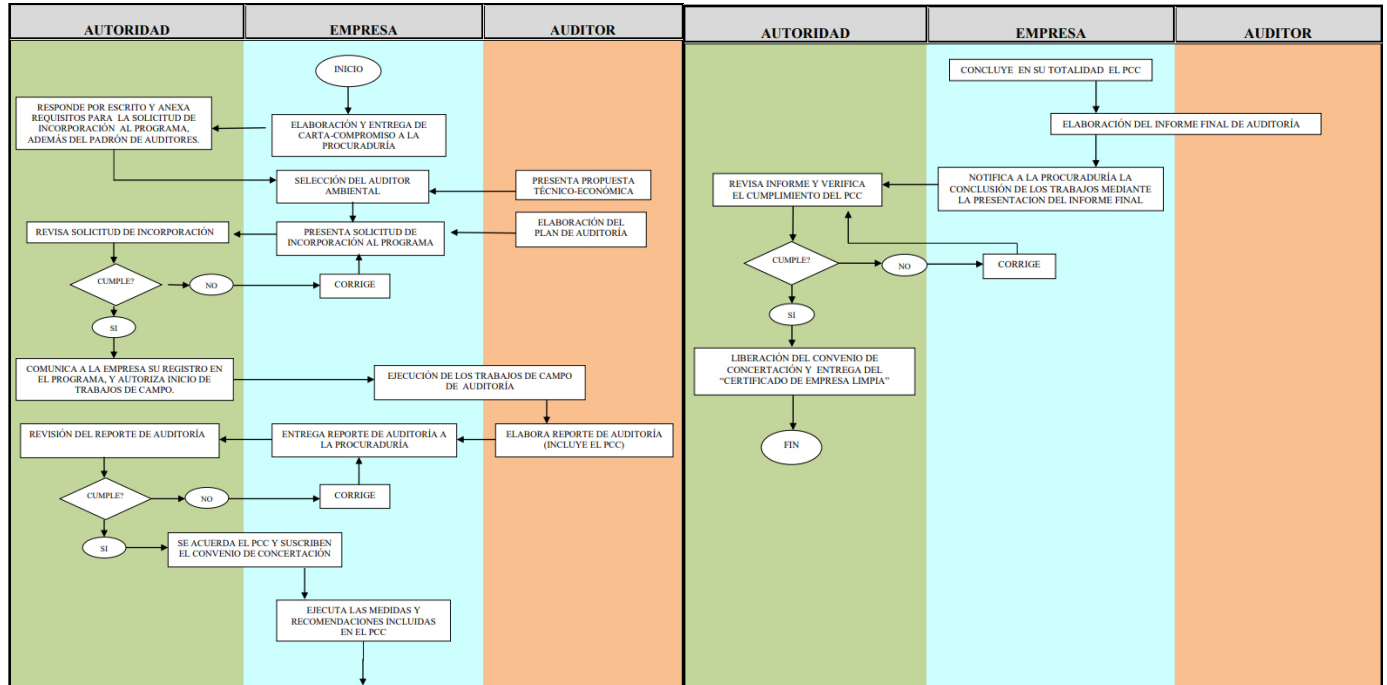 AUTORIDAD
EMPRESA
AUDITOR
INICIO
RESPONDE POR ESCRITO Y ANEXA
REQUISITOS PARA LA SOLICITUD DE
INCORPORACIÓN AL PROGRAMA,
ADEMÁS DEL PADRÓN DE AUDITORES.
ELABORACIÓN Y ENTREGA DE
CARTA-COMPROMISO A LA
PROCURADURÍA
SELECCIÓN DEL AUDITOR
AMBIENTAL
PRESENTA PROPUESTA
TÉCNICO-ECONÓMICA
REVISA SOLICITUD DE INCORPORACIÓN
PRESENTA SOLICITUD DE
INCORPORACIÓN AL PROGRAMA
ELABORACIÓN DEL
PLAN DE AUDITORÍA
CUMPLE?
NO
CORRIGE
SI
COMUNICA A LA EMPRESA SU REGISTRO EN
EL PROGRAMA, Y AUTORIZA INICIO DE
TRABAJOS DE CAMPO.
EJECUCIÓN DE LOS TRABAJOS DE CAMPO
DE AUDITORÍA
REVISIÓN DEL REPORTE DE AUDITORÍA
ENTREGA REPORTE DE AUDITORÍA A
LA PROCURADURÍA
ELABORA REPORTE DE AUDITORÍA
(INCLUYE EL PCC)
CUMPLE?
NO
CORRIGE
SI
SE ACUERDA EL PCC Y SUSCRIBEN
EL CONVENIO DE CONCERTACIÓN
EJECUTA LAS MEDIDAS Y
RECOMENDACIONES INCLUIDAS
EN EL PCC
AUTORIDAD
EMPRESA
AUDITOR
CONCLUYE EN SU TOTALIDAD EL PCC
ELABORACIÓN DEL INFORME FINAL DE AUDITORÍA
REVISA INFORME Y VERIFICA
EL CUMPLIMIENTO DEL PCC
NOTIFICA A LA PROCURADURÍA LA
CONCLUSIÓN DE LOS TRABAJOS MEDIANTE
LA PRESENTACION DEL INFORME FINAL
CUMPLE?
NO
CORRIGE
SI
LIBERACIÓN DEL CONVENIO DE
CONCERTACIÓN Y ENTREGA DEL
“CERTIFICADO DE EMPRESA LIMPIA”
FIN